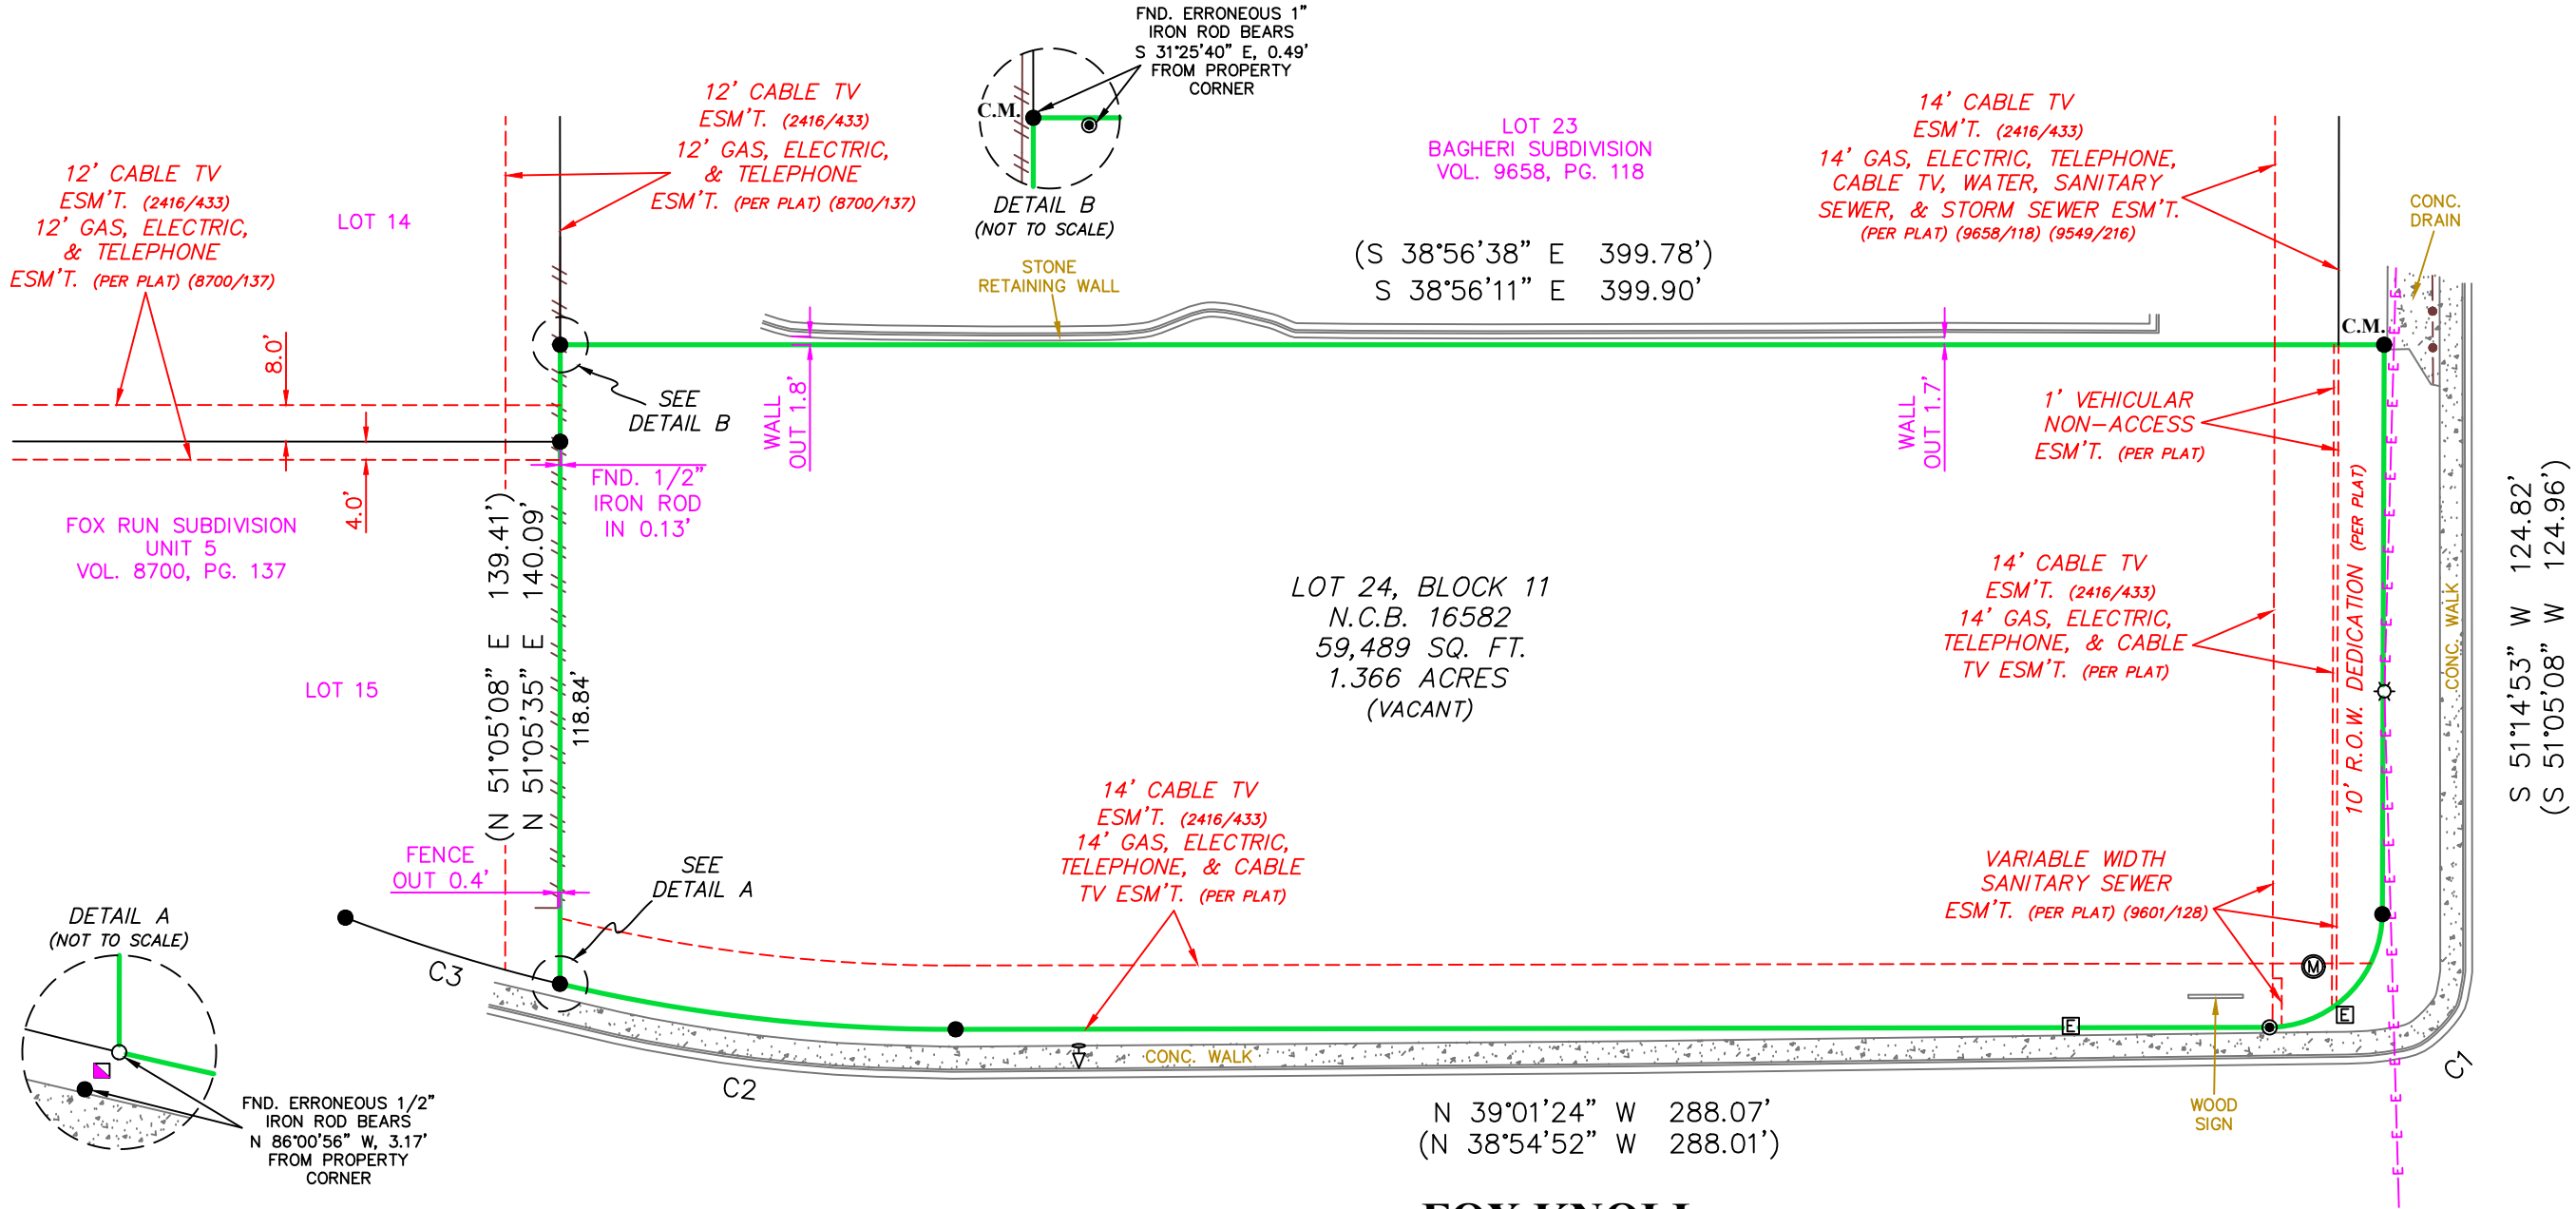 FND. ERRONEOUS 1"
IRON ROD BEARS
S 31°25'40" E, 0.49'
FROM PROPERTY
CORNER
C.M.
DETAIL B
(NOT TO SCALE)
12' CABLE TV
ESM'T. (2416/433)
12' GAS, ELECTRIC,
& TELEPHONE
ESM'T. (PER PLAT) (8700/137)
12' CABLE TV
ESM'T. (2416/433)
12' GAS, ELECTRIC,
& TELEPHONE
ESM'T. (PER PLAT) (8700/137)
LOT 14
LOT 23
BAGHERI SUBDIVISION
VOL. 9658, PG. 118
14' CABLE TV
ESM'T. (2416/433)
14' GAS, ELECTRIC, TELEPHONE,
CABLE TV, WATER, SANITARY
SEWER, & STORM SEWER ESM'T.
(PER PLAT) (9658/118) (9549/216)
CONC.
DRAIN
STONE
RETAINING WALL
(S 38°56'38" E 399.78')
S 38°56'11" E 399.90'
C.M.
8.0'
4.0'
SEE
DETAIL B
WALL
OUT 1.8'
WALL
OUT 1.7'
1' VEHICULAR
NON-ACCESS
ESM'T. (PER PLAT)
FND. 1/2"
IRON ROD
IN 0.13'
FOX RUN SUBDIVISION
UNIT 5
VOL. 8700, PG. 137
(N 51°05'08" E 139.41')
N 51°05'35" E 140.09'
118.84'
LOT 15
LOT 24, BLOCK 11
N.C.B. 16582
59,489 SQ. FT.
1.366 ACRES
(VACANT)
14' CABLE TV
ESM'T. (2416/433)
14' GAS, ELECTRIC,
TELEPHONE, & CABLE
TV ESM'T. (PER PLAT)
10' R.O.W. DEDICATION (PER PLAT)
CONC. WALK
S 51°14'53" W 124.82'
(S 51°05'08" W 124.96')
FENCE
OUT 0.4'
SEE
DETAIL A
14' CABLE TV
ESM'T. (2416/433)
14' GAS, ELECTRIC,
TELEPHONE, & CABLE
TV ESM'T. (PER PLAT)
VARIABLE WIDTH
SANITARY SEWER
ESM'T. (PER PLAT) (9601/128)
DETAIL A
(NOT TO SCALE)
C3
M
E
E
CONC. WALK
C2
C1
WOOD
SIGN
FND. ERRONEOUS 1/2"
IRON ROD BEARS
N 86°00'56" W, 3.17'
FROM PROPERTY
CORNER
N 39°01'24" W 288.07'
(N 38°54'52" W 288.01')
E E E E E E E E E E E E E E E E E E E E
FOX KNOLL